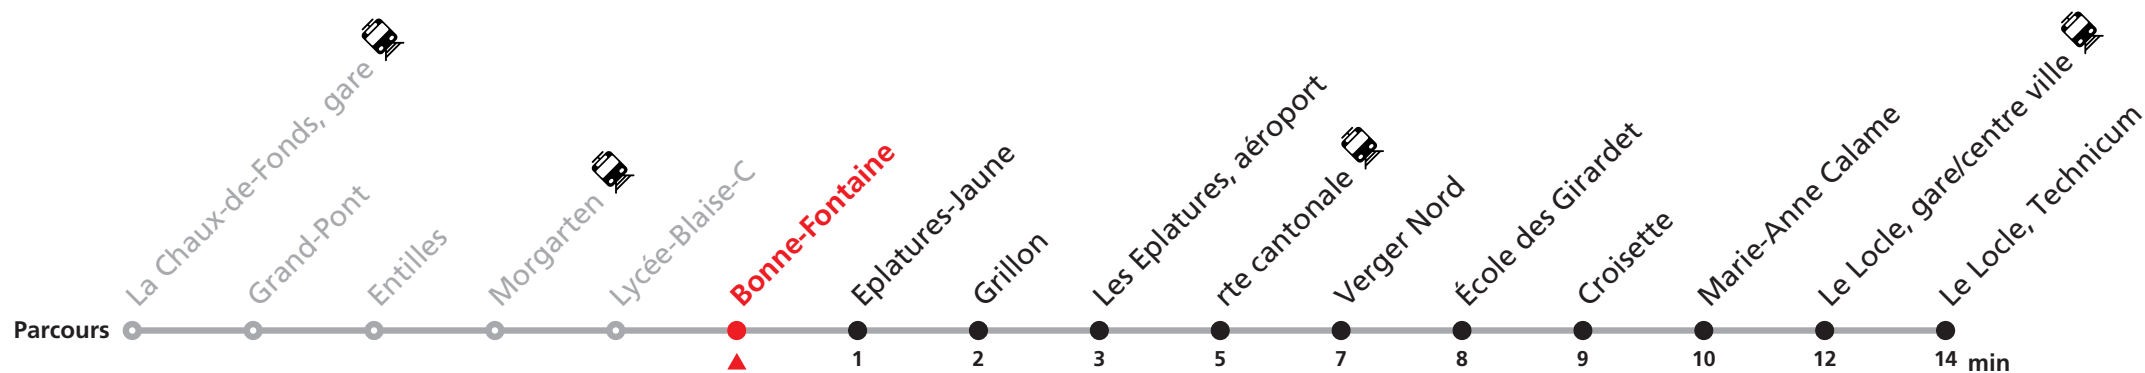 La Chaux-de-Fonds, gare
Grand-Pont
Entilles
Morgarten
Lycée-Blaise-C
Bonne-Fontaine
Eplatures-Jaune
Grillon
Les Eplatures, aéroport
rte cantonale
Verger Nord
École des Girardet
Croisette
Marie-Anne Calame
Le Locle, gare/centre ville
Le Locle, Technicum
Parcours
1 2 3 5 7 8 9 10 12 14 min